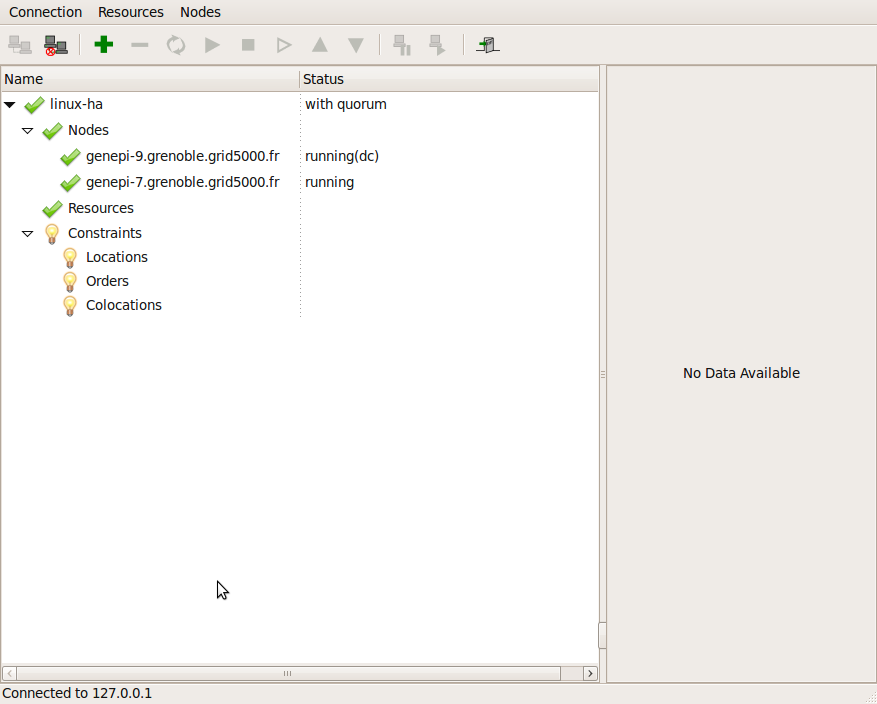 Connection Resources Nodes
Name Status
linux-ha with quorum
Nodes
genepi-9.grenoble.grid5000.fr running(dc)
genepi-7.grenoble.grid5000.fr running
Resources
Constraints
Locations
Orders
Colocations
No Data Available
Connected to 127.0.0.1